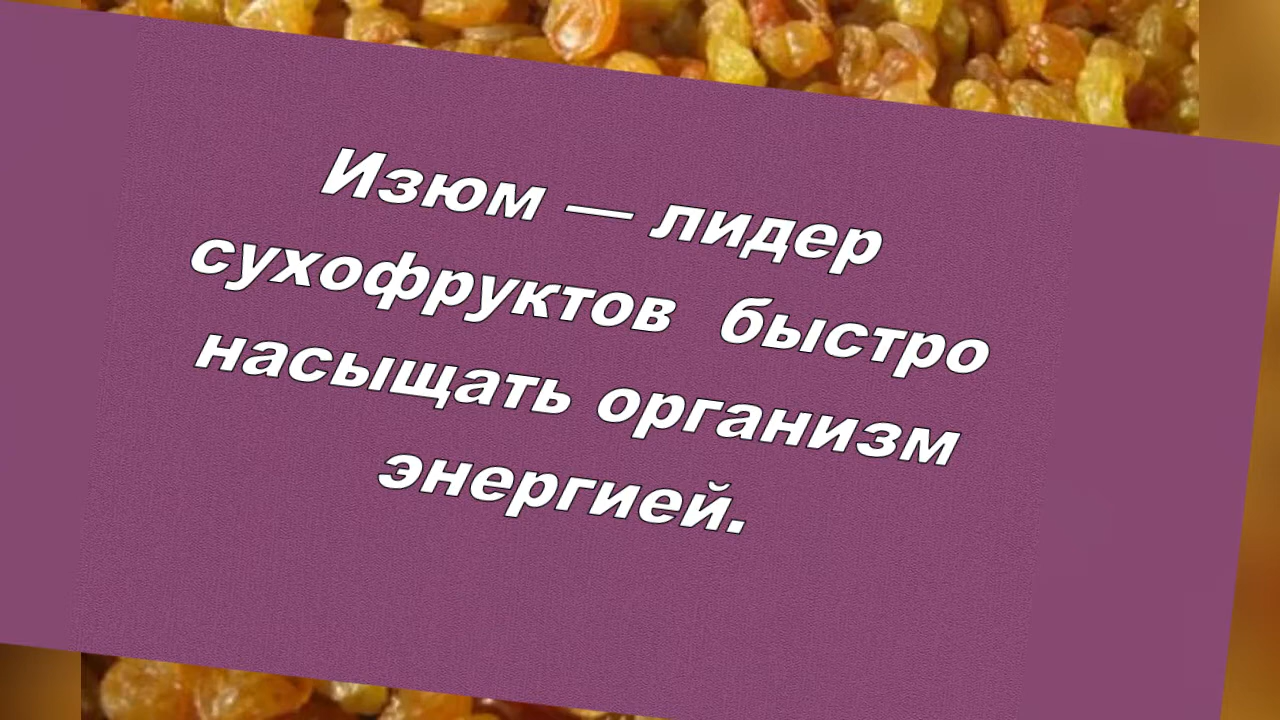 Изюм — лидер
сухофруктов быстро
насыщать организм
энергией.